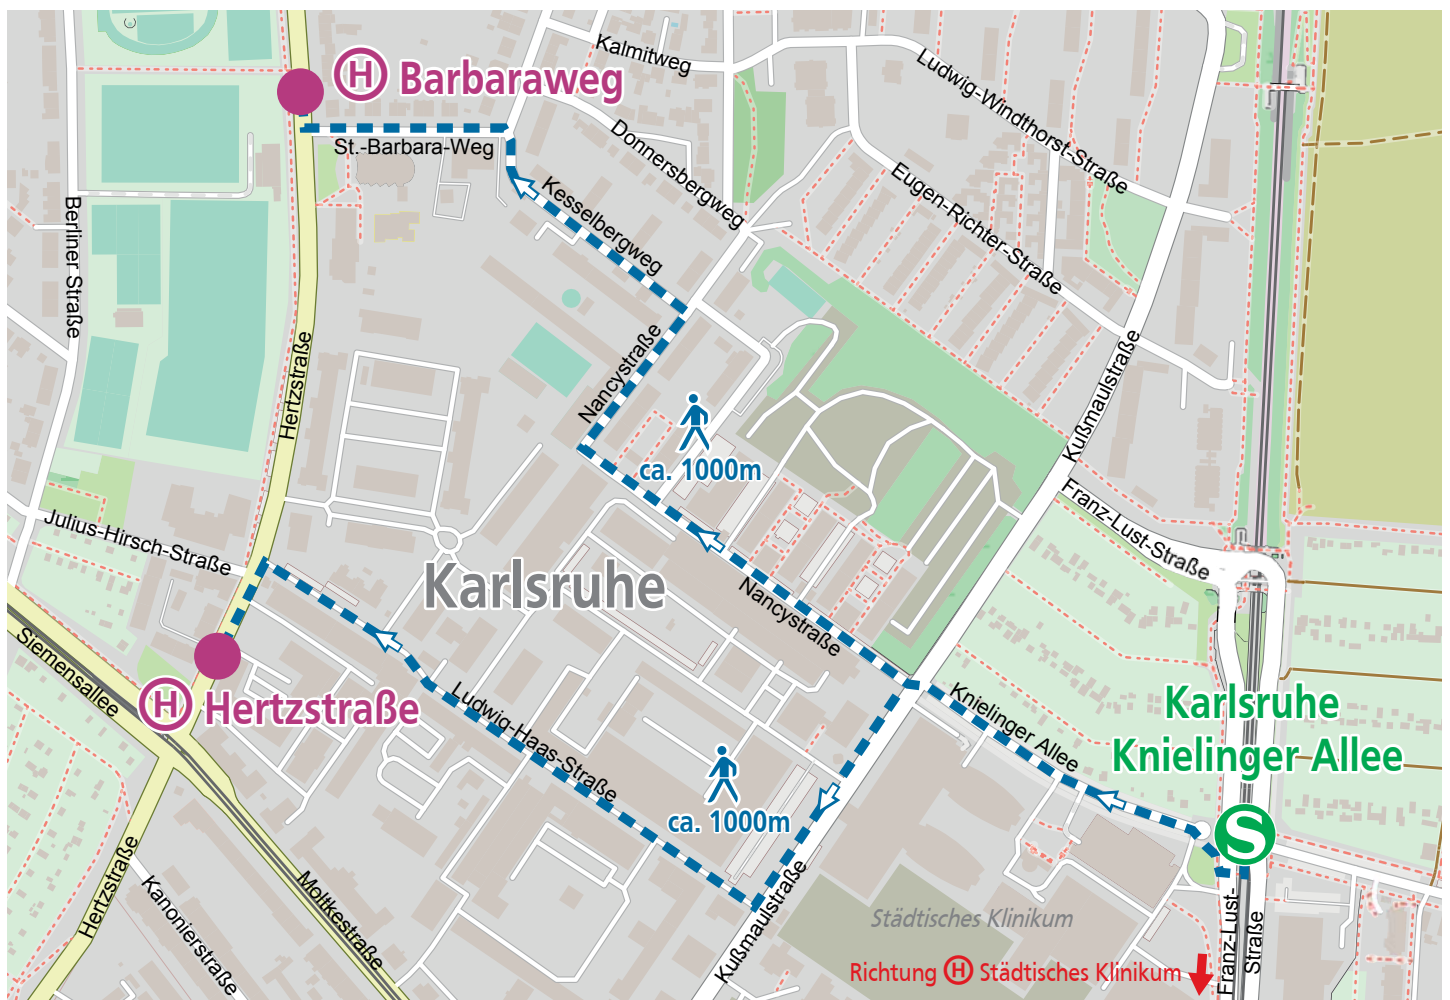 Kalmitweg
H Barbaraweg
Ludwig-Windthorst-Straße
St.-Barbara-Weg
Donnersbergweg
Eugen-Richter-Straße
Kesselbergweg
Berliner Straße
Hertzstraße
Nancystraße
Kußmaulstraße
ca. 1000m
Franz-Lust-Straße
Julius-Hirsch-Straße
Karlsruhe
Nancystraße
Siemensallee
H Hertzstraße
Ludwig-Haas-Straße
Knielinger Allee
Karlsruhe
Knielinger Allee
S
ca. 1000m
Hertzstraße
Kanonierstraße
Moltkestraße
Kußmaulstraße
Städtisches Klinikum
Franz-Lust-
Straße
Richtung H Städtisches Klinikum